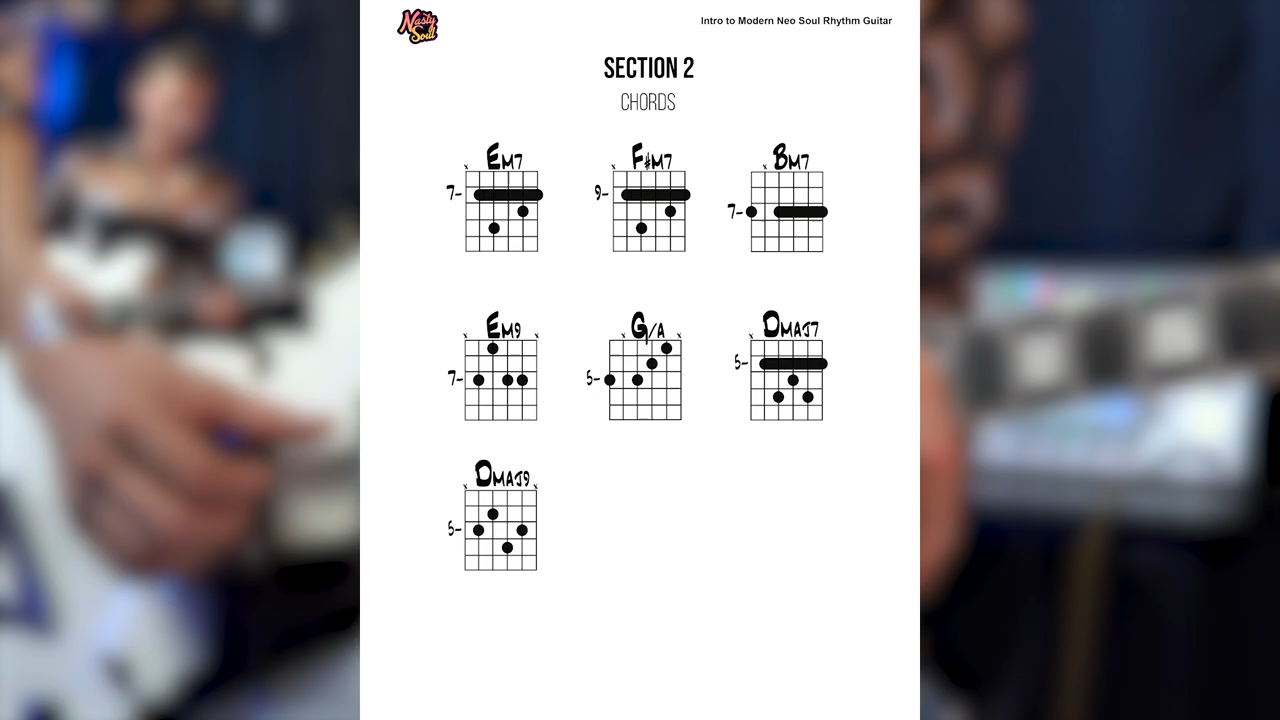 Nasty
Soul
Intro to Modern Neo Soul Rhythm Guitar
SECTION 2
CHORDS
EM7 F#M7 BM7
x x x
7- 9- 7-
EM9 G/A DMAJ7
x x x x x
7- 5- 5-
DMAJ9
x x
5-